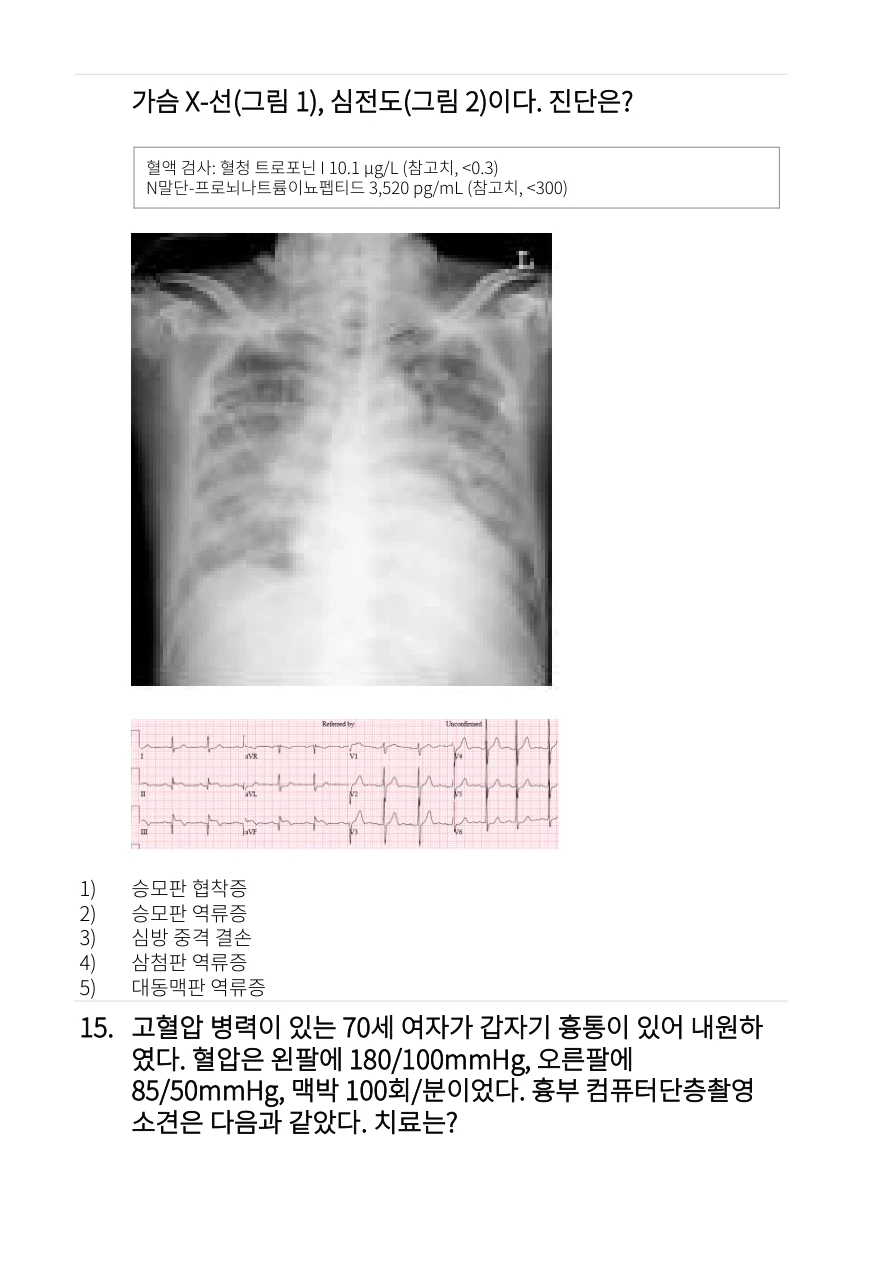 가슴 X-선(그림 1), 심전도(그림 2)이다. 진단은?
혈액 검사: 혈청 트로포닌 I 10.1 μg/L (참고치, <0.3)
N말단-프로뇌나트륨이뇨펩티드 3,520 pg/mL (참고치, <300)
L
Referred by: Unconfirmed
I aVR V1 V4
II aVL V2 V5
III aVF V3 V6
1) 승모판 협착증
2) 승모판 역류증
3) 심방 중격 결손
4) 삼첨판 역류증
5) 대동맥판 역류증
15. 고혈압 병력이 있는 70세 여자가 갑자기 흉통이 있어 내원하
였다. 혈압은 왼팔에 180/100mmHg, 오른팔에
85/50mmHg, 맥박 100회/분이었다. 흉부 컴퓨터단층촬영
소견은 다음과 같았다. 치료는?